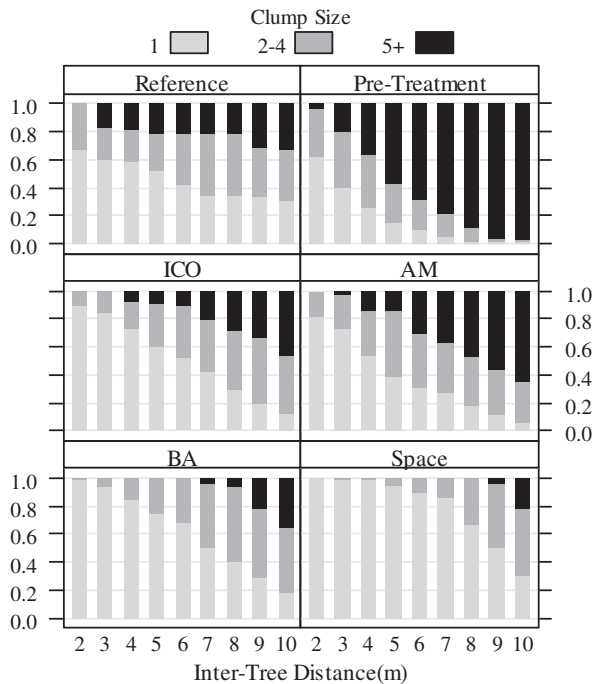 Clump Size
1 2-4 5+
Reference Pre-Treatment
1.0
0.8
0.6
0.4
0.2
0.0
ICO AM
1.0
0.8
0.6
0.4
0.2
0.0
BA Space
1.0
0.8
0.6
0.4
0.2
0.0
2 3 4 5 6 7 8 9 10 2 3 4 5 6 7 8 9 10
Inter-Tree Distance(m)